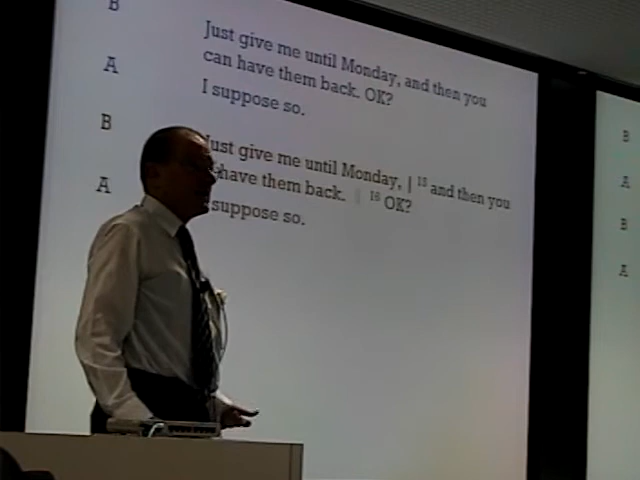 B Just give me until Monday, and then you
can have them back. OK?
A I suppose so.
B Just give me until Monday, | 15 and then you
have them back. | 16 OK?
A suppose so.
B
A
B
A